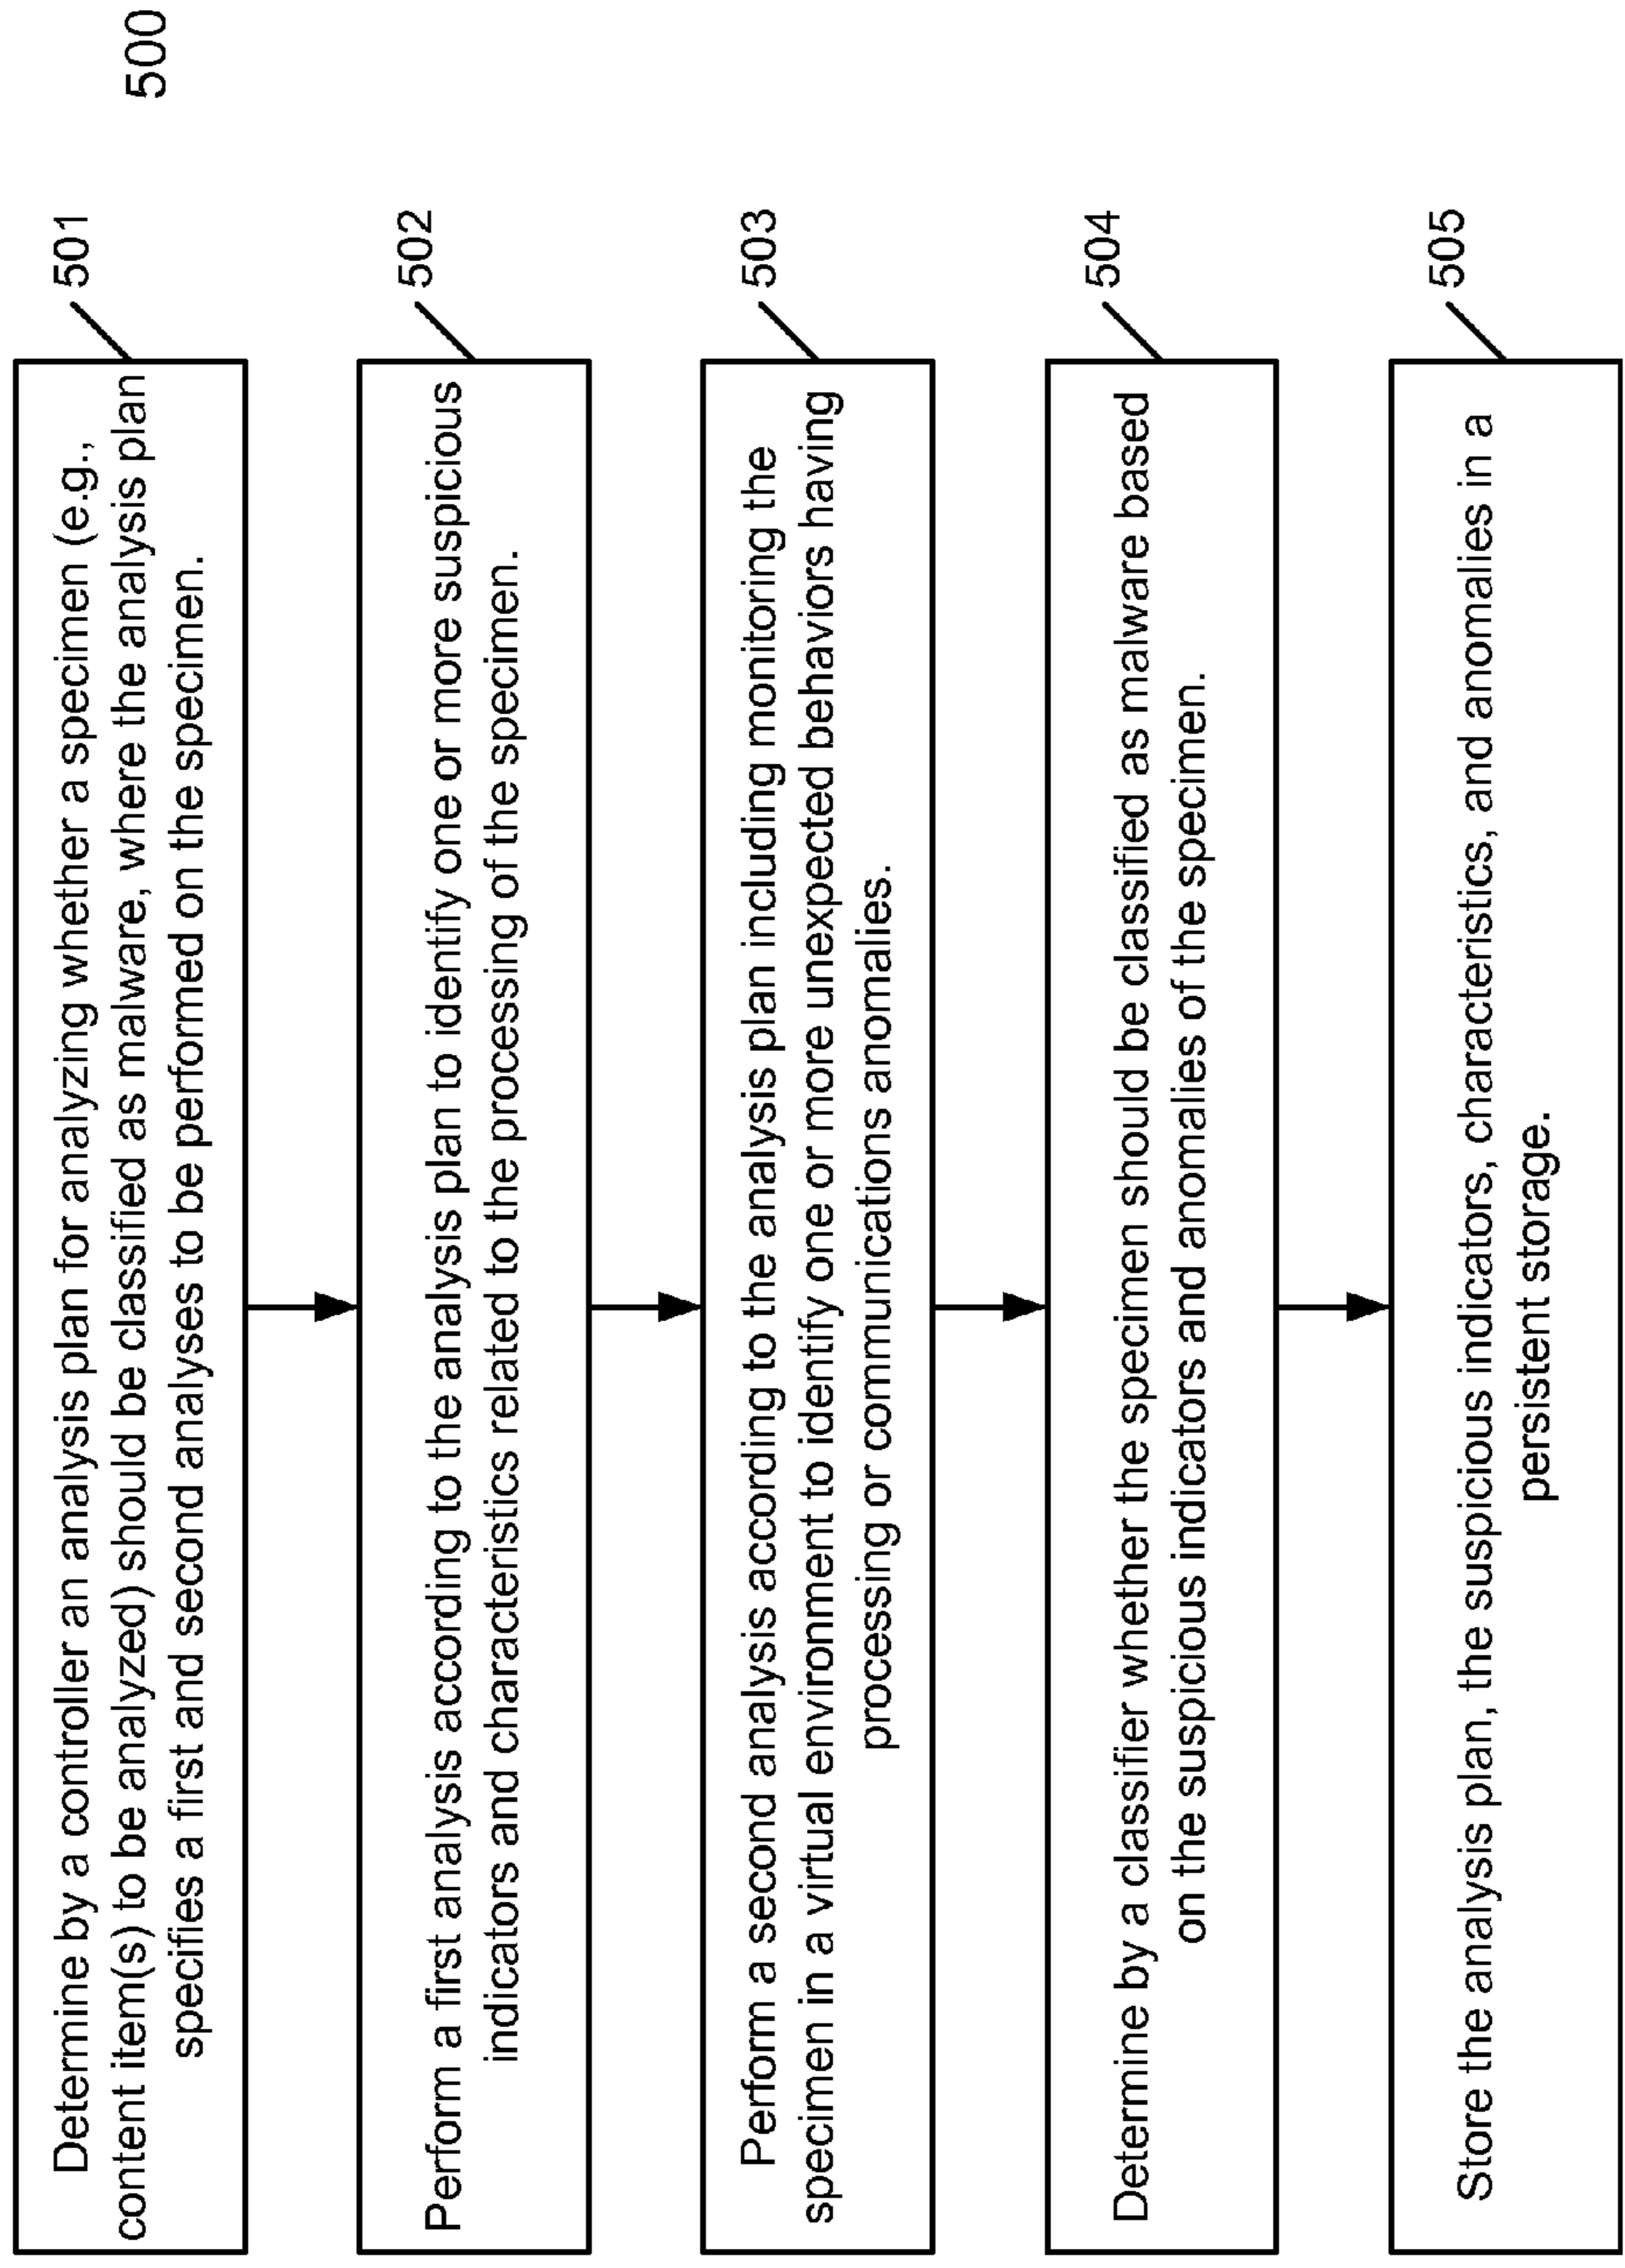 500
501
Determine by a controller an analysis plan for analyzing whether a specimen (e.g.,
content item(s) to be analyzed) should be classified as malware, where the analysis plan
specifies a first and second analyses to be performed on the specimen.
502
Perform a first analysis according to the analysis plan to identify one or more suspicious
indicators and characteristics related to the processing of the specimen.
503
Perform a second analysis according to the analysis plan including monitoring the
specimen in a virtual environment to identify one or more unexpected behaviors having
processing or communications anomalies.
504
Determine by a classifier whether the specimen should be classified as malware based
on the suspicious indicators and anomalies of the specimen.
505
Store the analysis plan, the suspicious indicators, characteristics, and anomalies in a
persistent storage.